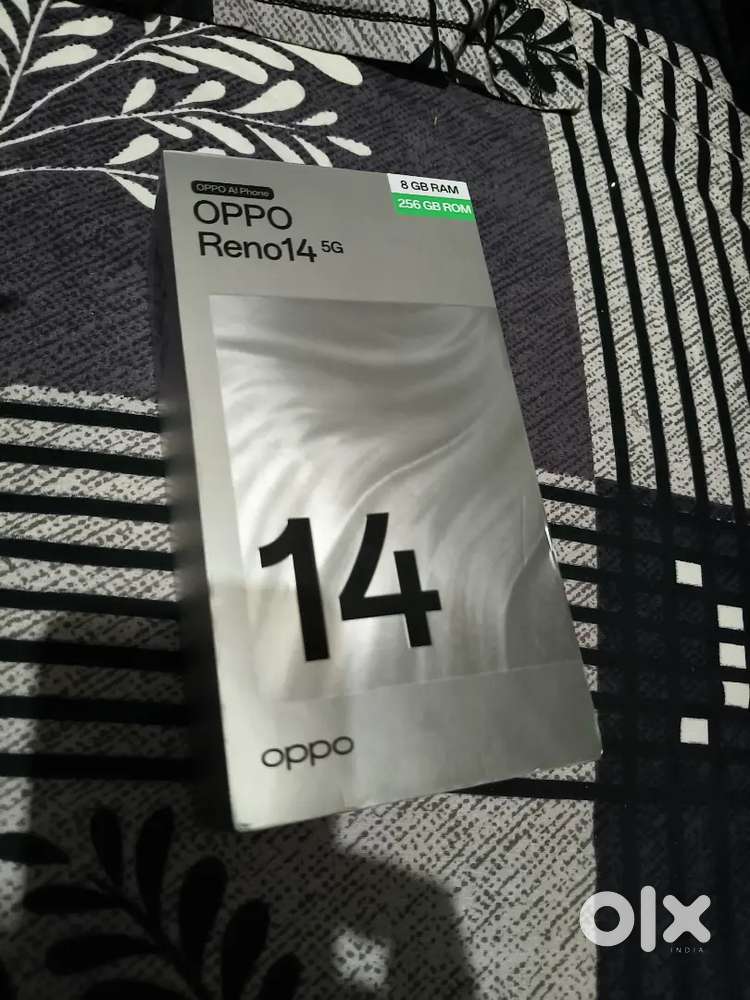 OPPO AI Phone
8 GB RAM
256 GB ROM
OPPO
Reno14 5G
14
oppo
olx
INDIA